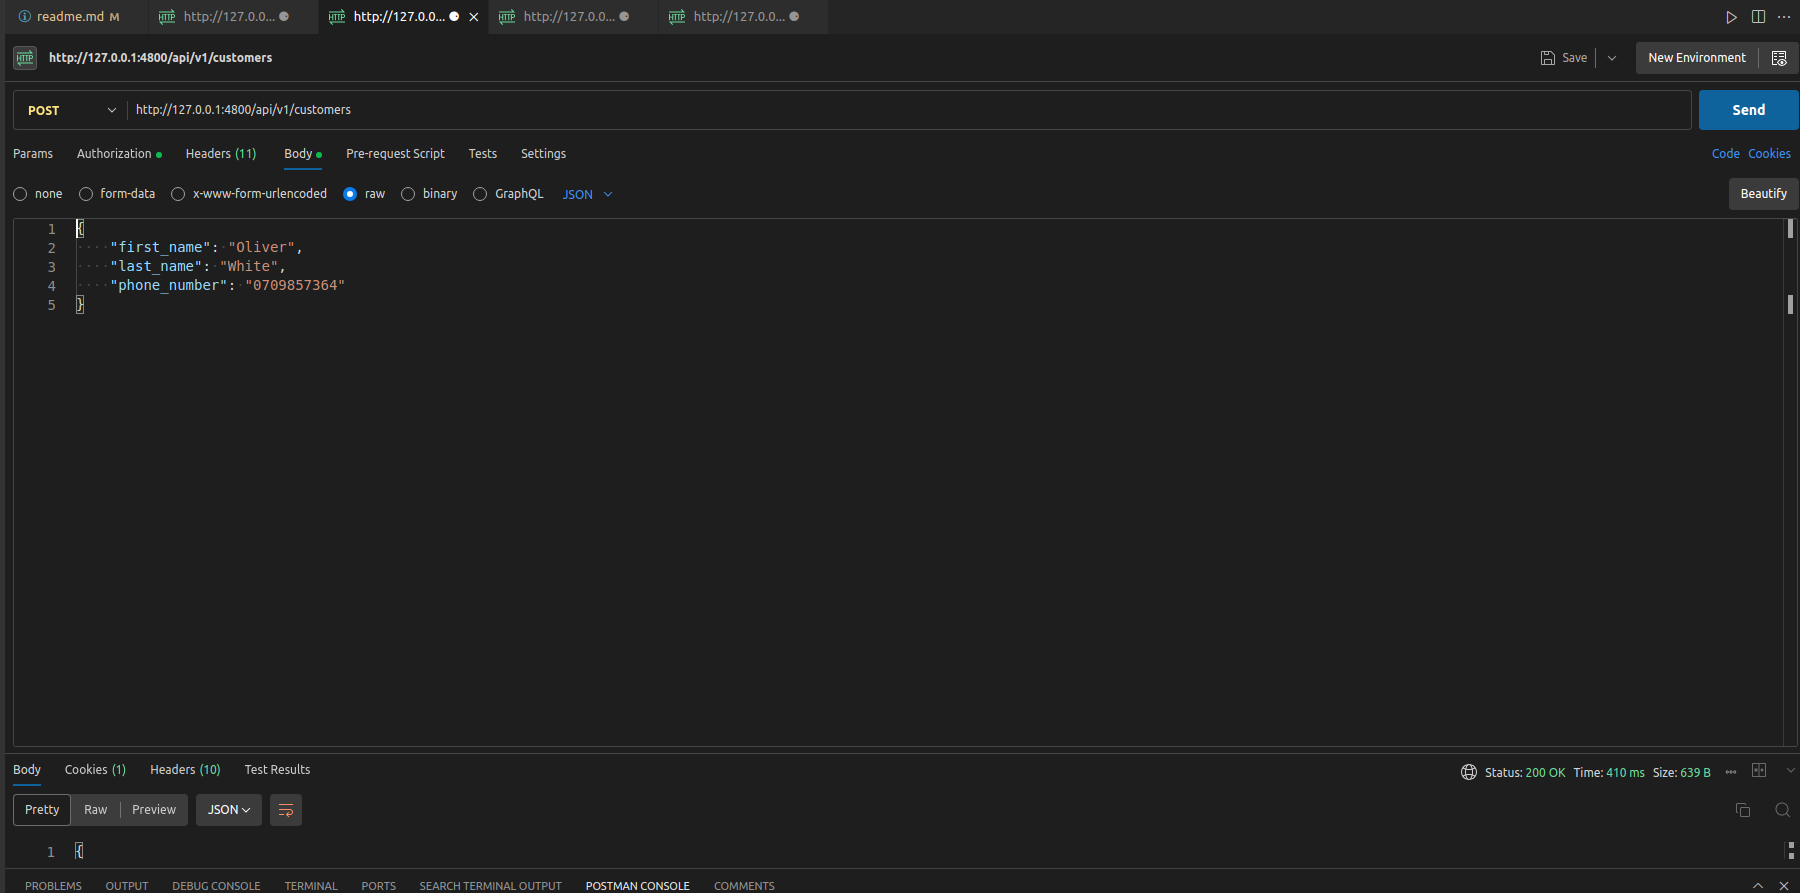 readme.md M http://127.0.0... http://127.0.0... http://127.0.0... http://127.0.0...
HTTP http://127.0.0.1:4800/api/v1/customers Save New Environment
POST http://127.0.0.1:4800/api/v1/customers Send
Params Authorization Headers (11) Body Pre-request Script Tests Settings Code Cookies
none form-data x-www-form-urlencoded raw binary GraphQL JSON Beautify
1 {
2 "first_name": "Oliver",
3 "last_name": "White",
4 "phone_number": "0709857364"
5 }
Body Cookies (1) Headers (10) Test Results Status: 200 OK Time: 410 ms Size: 639 B
Pretty Raw Preview JSON
1 {
PROBLEMS OUTPUT DEBUG CONSOLE TERMINAL PORTS SEARCH TERMINAL OUTPUT POSTMAN CONSOLE COMMENTS